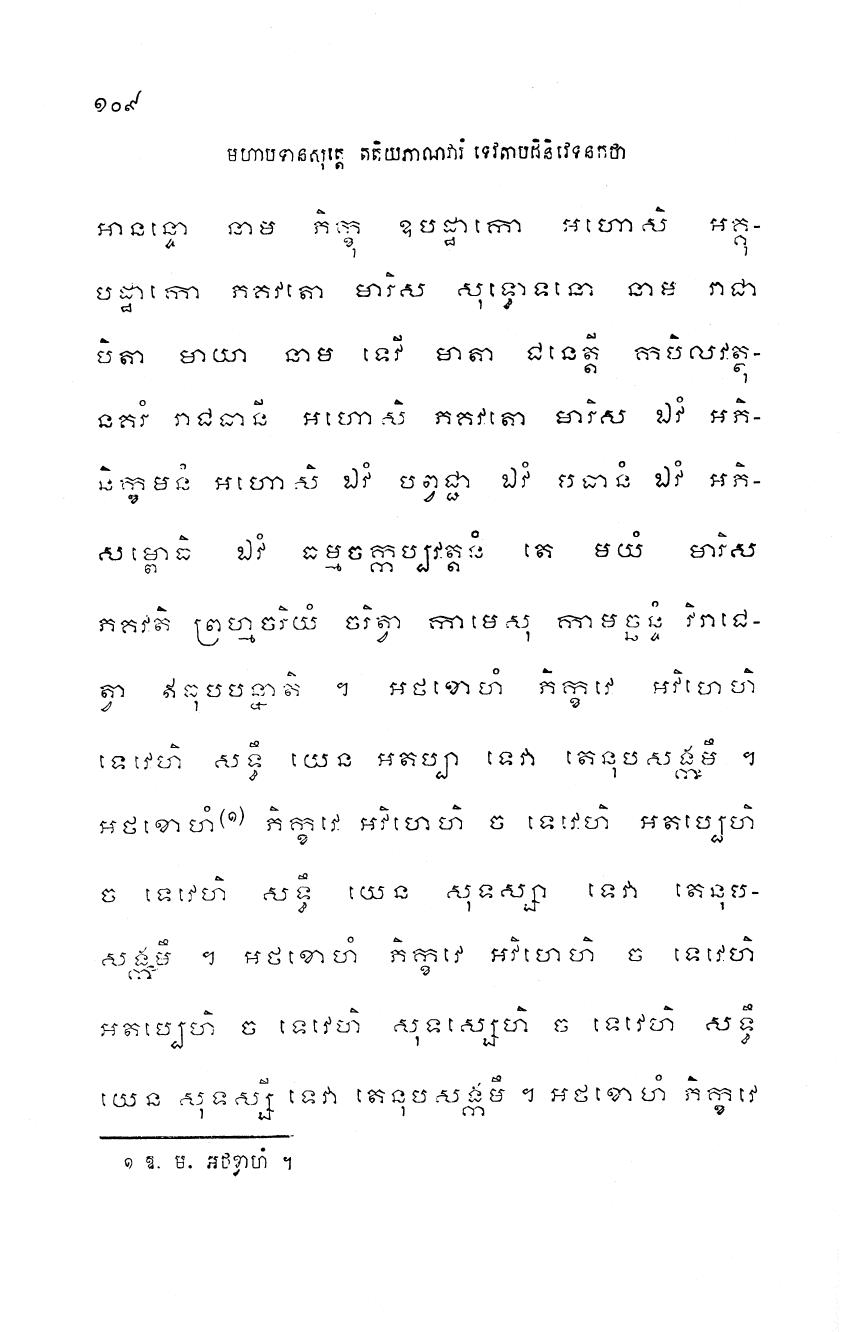 ១០៩
មហាបទានសុត្តេ តតិយភាណវារំ ទេវតាបដិនិវេទនកថា
អានន្ទោ នាម ភិក្ខុ ឧបដ្ឋាកោ អហោសិ អគ្គុ-
បដ្ឋាកោ ភគវតោ មារិស សុទ្ធោទនោ នាម រាជា
បិតា មាយា នាម ទេវី មាតា ជនេត្តី កបិលវត្ថុ-
នគរំ រាជធានី អហោសិ ភគវតោ មារិស ឯវំ អភិ-
និក្ខមនំ អហោសិ ឯវំ បព្វជ្ជា ឯវំ បធានំ ឯវំ អភិ-
សម្ពោធិ ឯវំ ធម្មចក្កប្បវត្តនំ តេ មយំ មារិស
ភគវតិ ព្រហ្មចរិយំ ចរិត្វា កាមេសុ កាមច្ឆន្ទំ វិរាជេ-
ត្វា ឥធុបបន្នាតិ ។ អថខោហំ ភិក្ខវេ អវិហេហិ
ទេវេហិ សទ្ធឹ យេន អតប្បា ទេវា តេនុបសង្កមឹ ។
អថខោហំ(១) ភិក្ខវេ អវិហេហិ ច ទេវេហិ អតប្បេហិ
ច ទេវេហិ សទ្ធឹ យេន សុទស្សា ទេវា តេនុប-
សង្កមឹ ។ អថខោហំ ភិក្ខវេ អវិហេហិ ច ទេវេហិ
អតប្បេហិ ច ទេវេហិ សុទស្សេហិ ច ទេវេហិ សទ្ធឹ
យេន សុទស្សី ទេវា តេនុបសង្កមឹ ។ អថខោហំ ភិក្ខវេ
១ ឱ. ម. អថខ្វាហំ ។